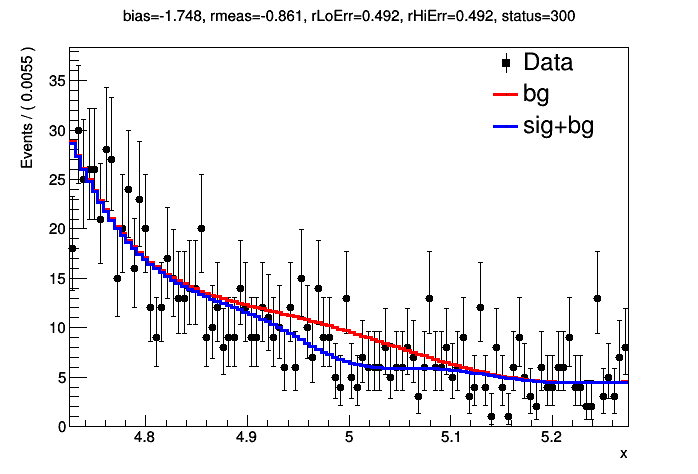 bias=-1.748, rmeas=-0.861, rLoErr=0.492, rHiErr=0.492, status=300
Events / ( 0.0055 )
35
30
25
20
15
10
5
0
Data
bg
sig+bg
4.8
4.9
5
5.1
5.2
x